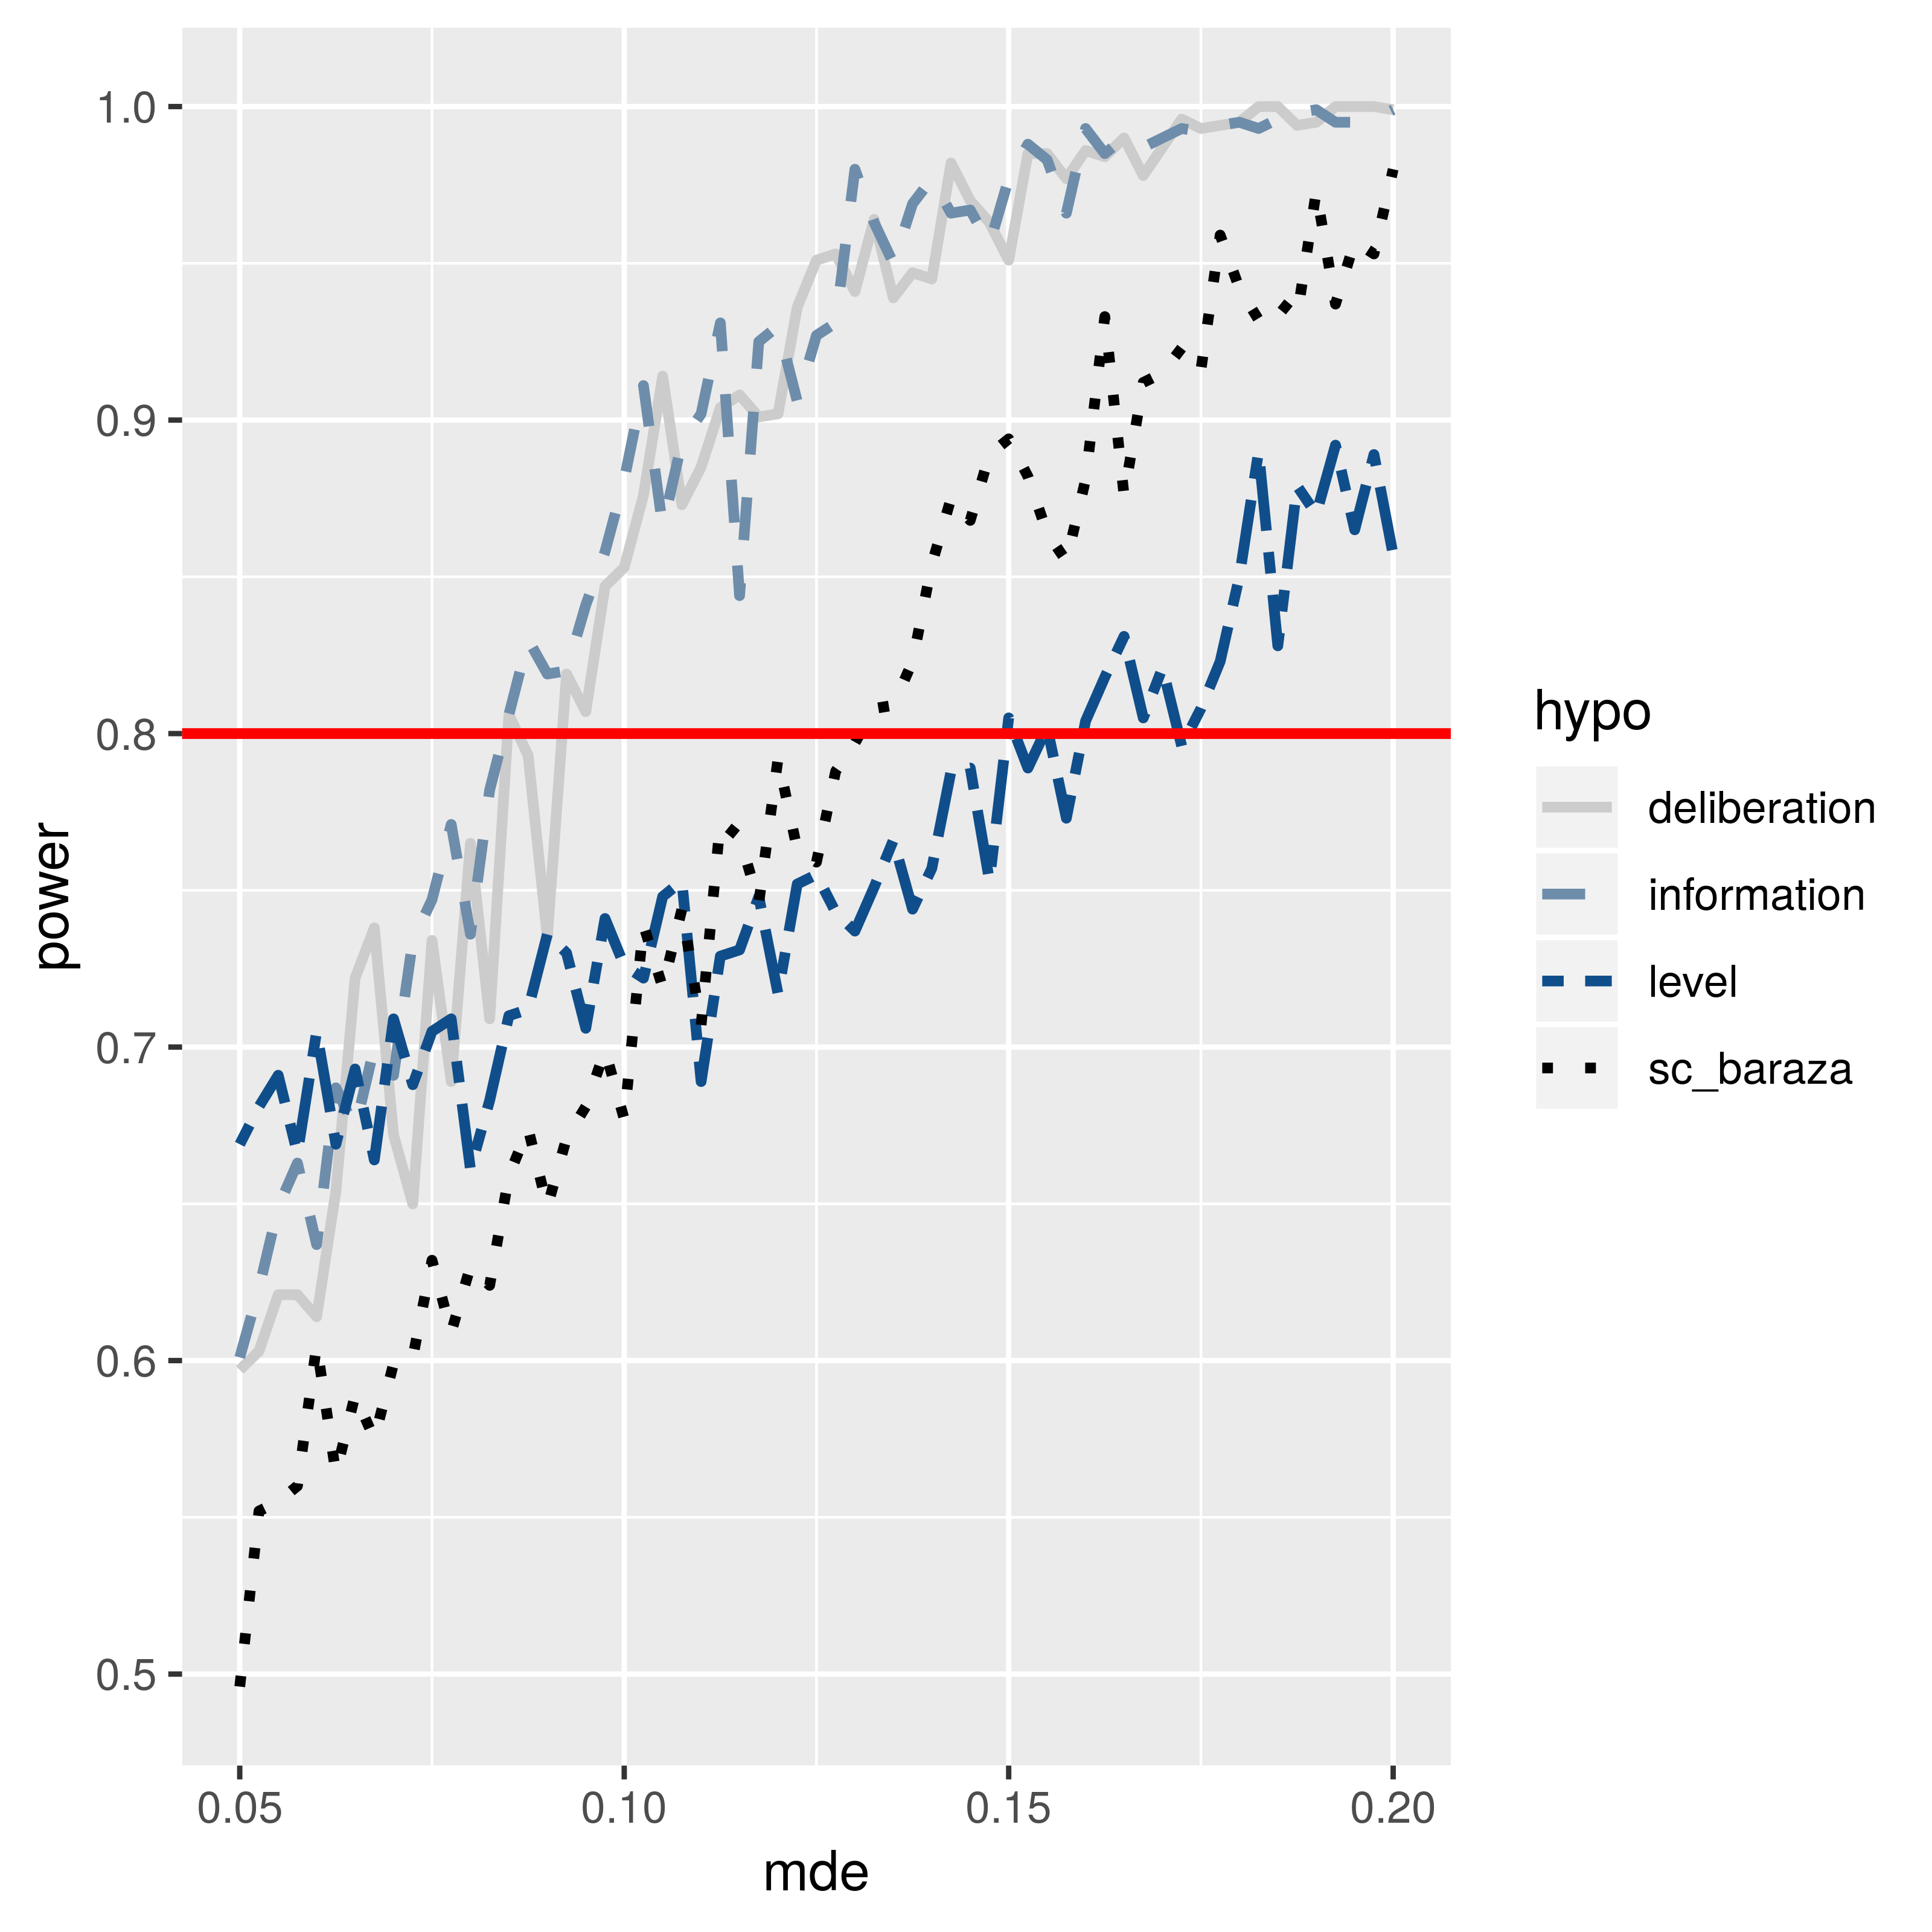 1.0
0.9
0.8
0.7
0.6
0.5
power
0.05
0.10
0.15
0.20
mde
hypo
deliberation
information
level
sc_baraza